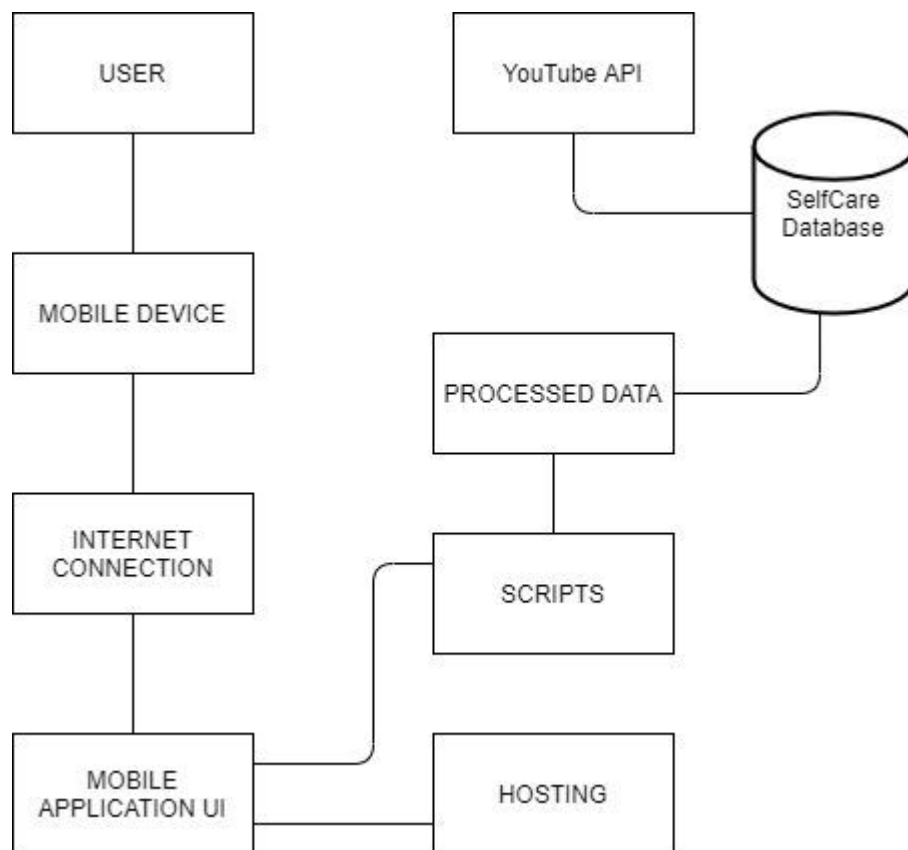 USER
YouTube API
SelfCare
Database
MOBILE DEVICE
PROCESSED DATA
INTERNET
CONNECTION
SCRIPTS
MOBILE
APPLICATION UI
HOSTING